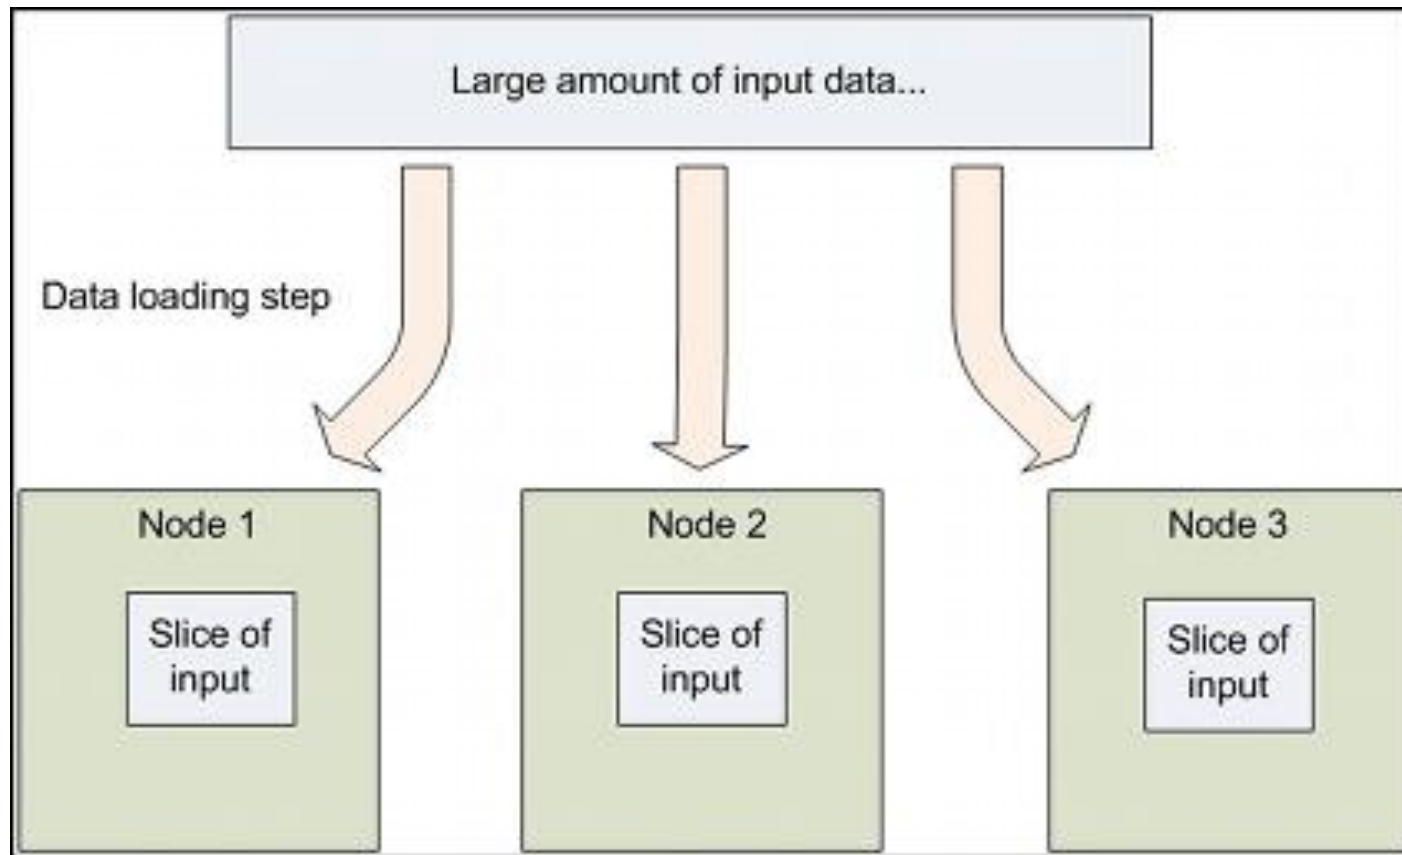 Large amount of input data...
Data loading step
Node 1
Node 2
Node 3
Slice of
input
Slice of
input
Slice of
input